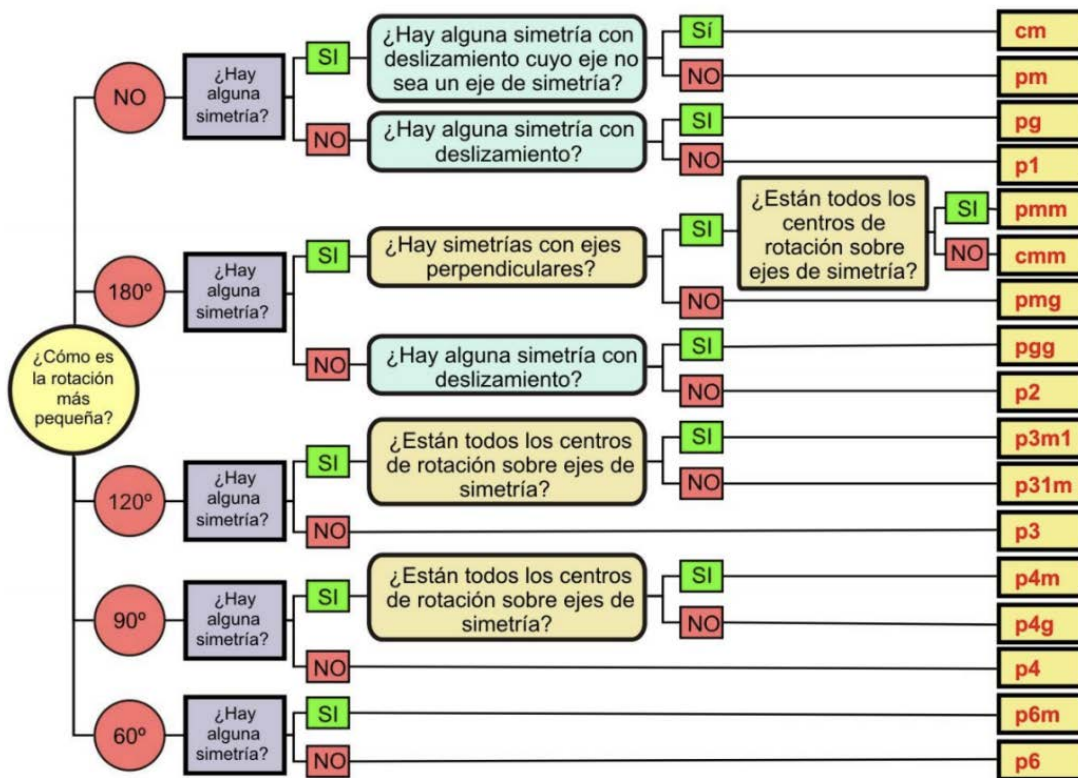 ¿Cómo es
la rotación
más
pequeña?
NO
¿Hay
alguna
simetría?
SI
¿Hay alguna simetría con
deslizamiento cuyo eje no
sea un eje de simetría?
Sí
cm
NO
pm
NO
¿Hay alguna simetría con
deslizamiento?
SI
pg
NO
p1
180º
¿Hay
alguna
simetría?
SI
¿Hay simetrías con ejes
perpendiculares?
SI
¿Están todos los
centros de
rotación sobre
ejes de simetría?
SI
pmm
NO
cmm
NO
pmg
NO
¿Hay alguna simetría con
deslizamiento?
SI
pgg
NO
p2
120º
¿Hay
alguna
simetría?
SI
¿Están todos los centros
de rotación sobre ejes de
simetría?
SI
p3m1
NO
p31m
NO
p3
90º
¿Hay
alguna
simetría?
SI
¿Están todos los centros
de rotación sobre ejes de
simetría?
SI
p4m
NO
p4g
NO
p4
60º
¿Hay
alguna
simetría?
SI
p6m
NO
p6